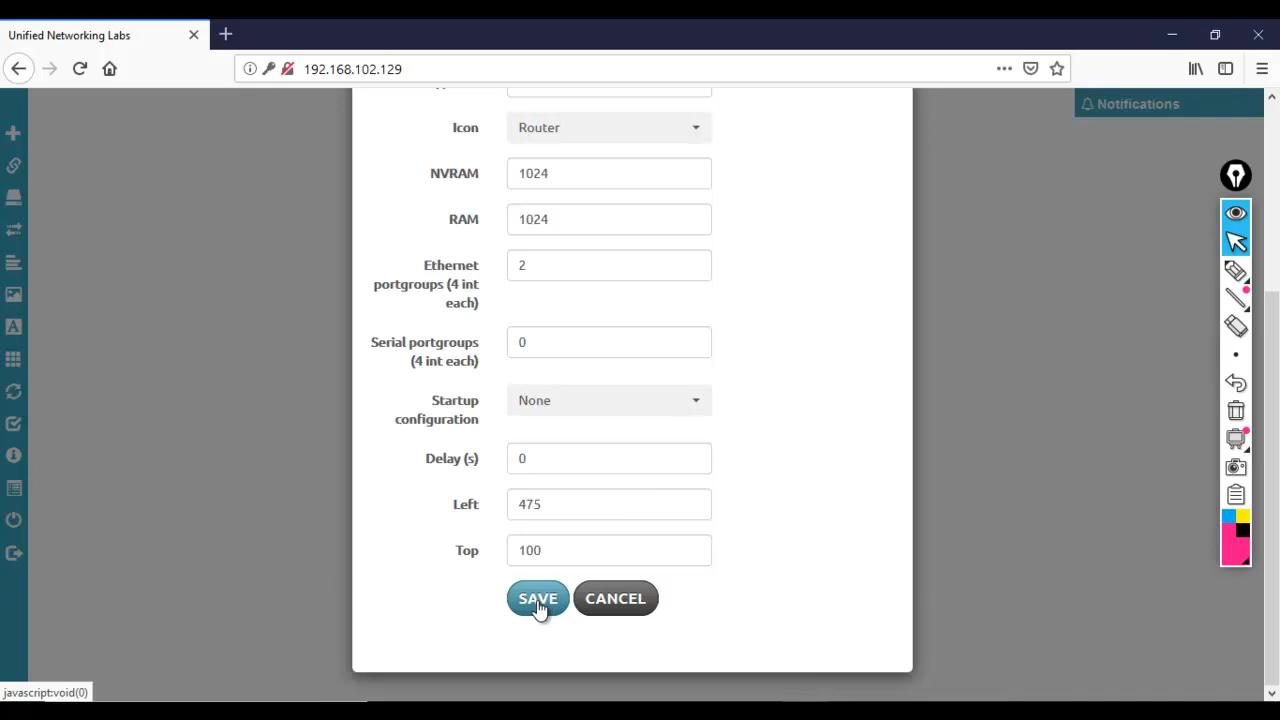 Unified Networking Labs
192.168.102.129
Notifications
Icon
Router
NVRAM
1024
RAM
1024
Ethernet
portgroups (4 int
each)
2
Serial portgroups
(4 int each)
0
Startup
configuration
None
Delay (s)
0
Left
475
Top
100
SAVE
CANCEL
javascript:void(0)